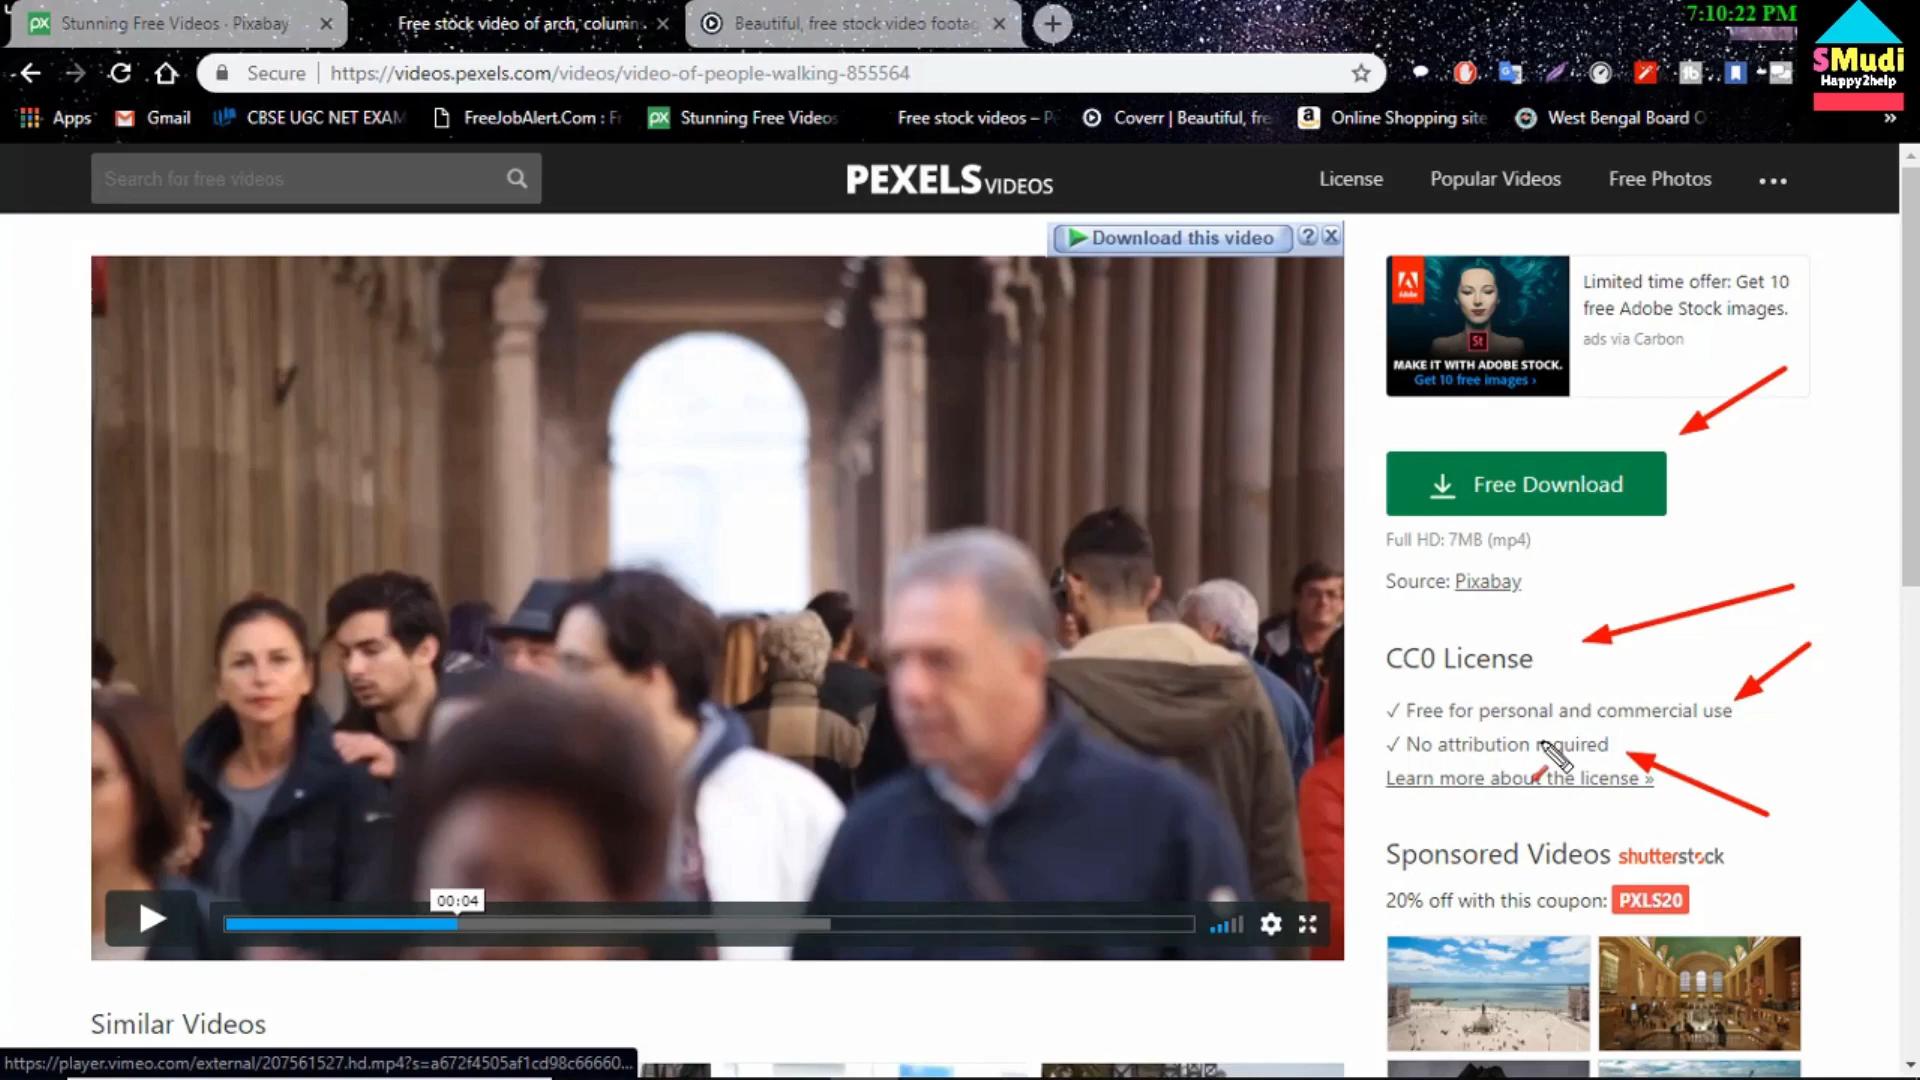 Stunning Free Videos · Pixabay
Free stock video of arch, column
Beautiful, free stock video foota
7:10:22 PM
SMudi
Happy2help
Secure
https://videos.pexels.com/videos/video-of-people-walking-855564
Apps
Gmail
CBSE UGC NET EXAM
FreeJobAlert.Com : Fr
px
Stunning Free Videos
Free stock videos – P
Coverr | Beautiful, fre
Online Shopping site
West Bengal Board O
»
Search for free videos
PEXELS VIDEOS
License
Popular Videos
Free Photos
Download this video
Adobe
St
MAKE IT WITH ADOBE STOCK.
Get 10 free images ›
Limited time offer: Get 10
free Adobe Stock images.
ads via Carbon
Free Download
Full HD: 7MB (mp4)
Source: Pixabay
CC0 License
✓ Free for personal and commercial use
✓ No attribution required
Learn more about the license »
Sponsored Videos shutterstock
20% off with this coupon: PXLS20
00:04
Similar Videos
https://player.vimeo.com/external/207561527.hd.mp4?s=a672f4505af1cd98c66660...